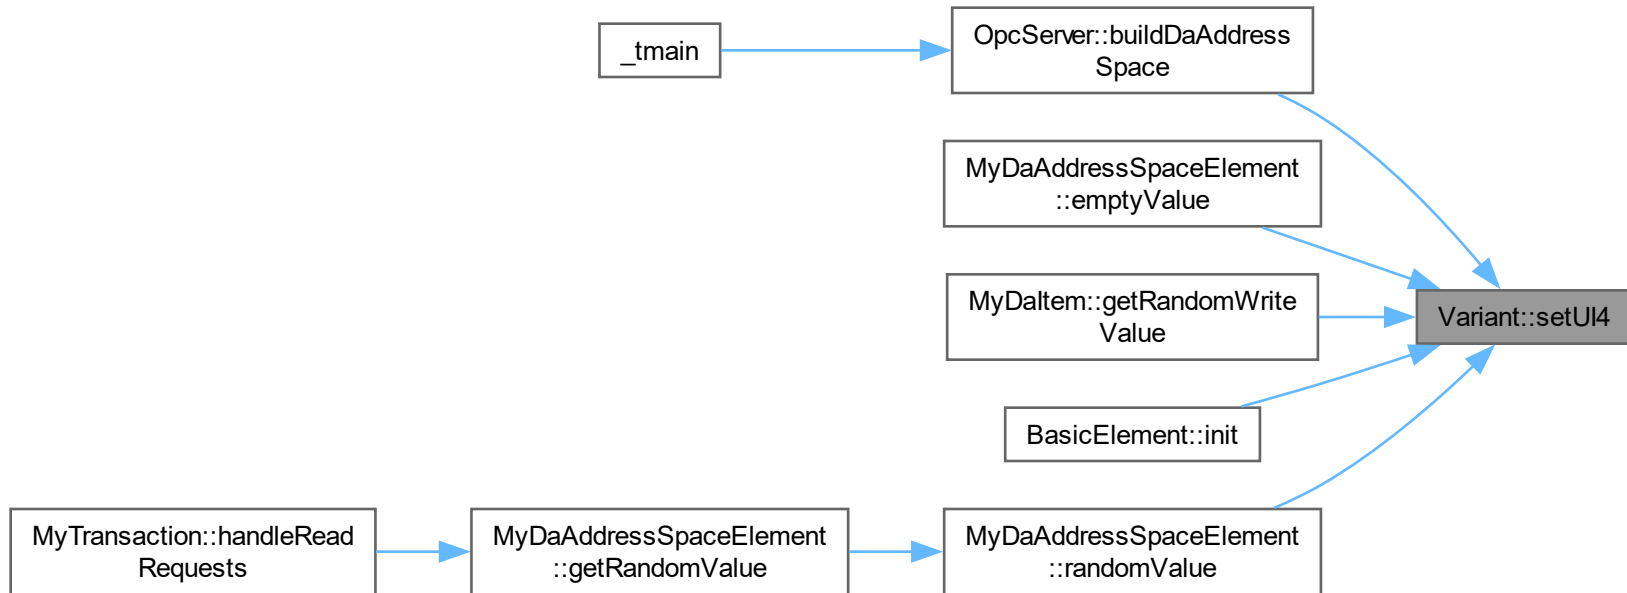 _tmain
OpcServer::buildDaAddress
Space
MyDaAddressSpaceElement
::emptyValue
MyDaItem::getRandomWrite
Value
Variant::setUI4
BasicElement::init
MyTransaction::handleRead
Requests
MyDaAddressSpaceElement
::getRandomValue
MyDaAddressSpaceElement
::randomValue